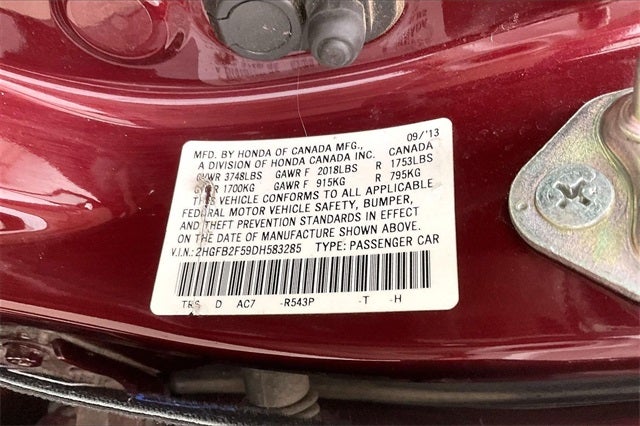 MFD. BY HONDA OF CANADA MFG., 09/'13
A DIVISION OF HONDA CANADA INC. CANADA
GVWR 3748LBS GAWR F 2018LBS R 1753LBS
GVWR 1700KG GAWR F 915KG R 795KG
THIS VEHICLE CONFORMS TO ALL APPLICABLE
FEDERAL MOTOR VEHICLE SAFETY, BUMPER,
AND THEFT PREVENTION STANDARDS IN EFFECT
ON THE DATE OF MANUFACTURE SHOWN ABOVE.
V.I.N.: 2HGFB2F59DH583285 TYPE: PASSENGER CAR
TRS D AC7 -R543P -T -H